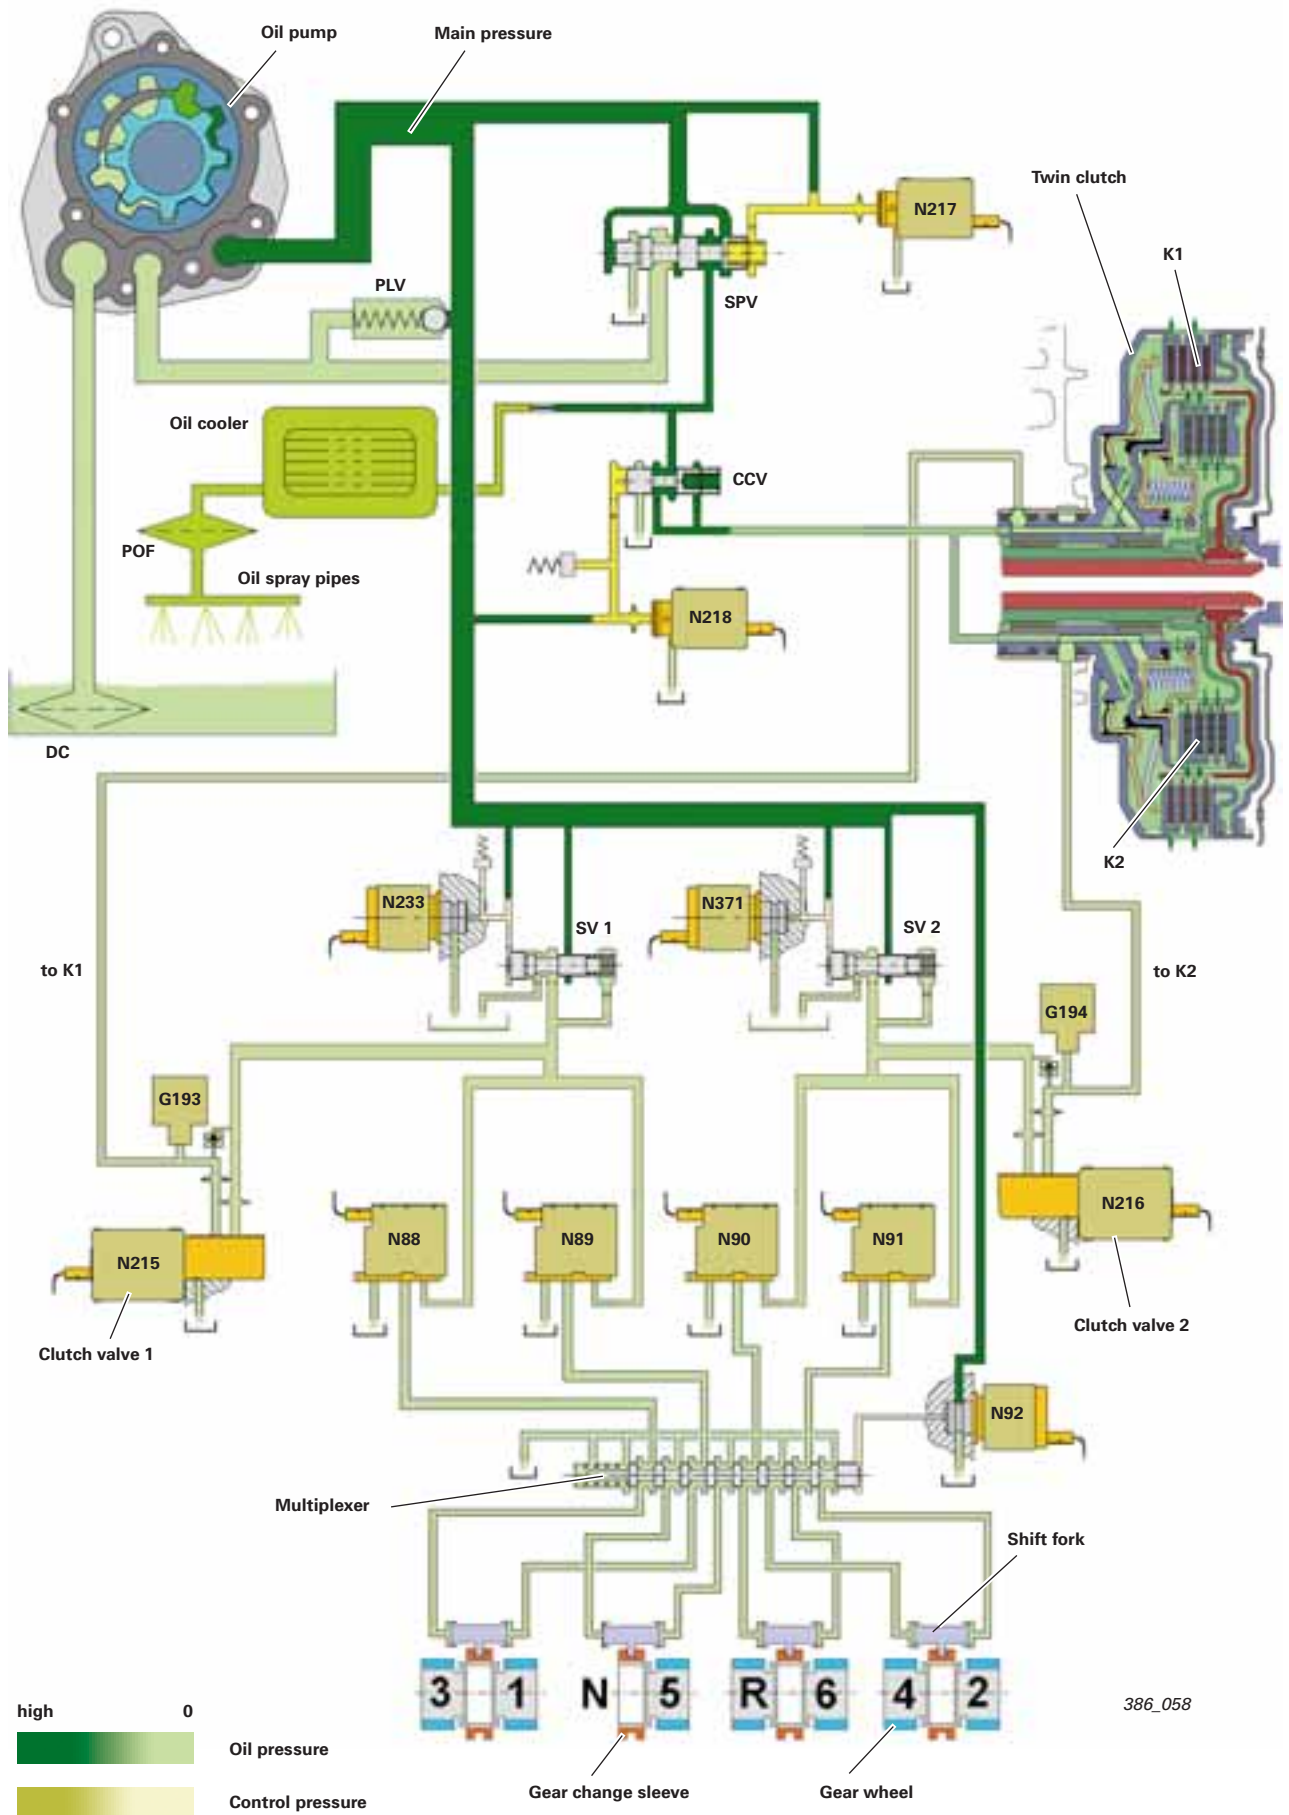 Oil pump
Main pressure
Twin clutch
N217
K1
PLV
SPV
Oil cooler
CCV
POF
Oil spray pipes
N218
DC
K2
N233
N371
SV 1
SV 2
to K1
to K2
G194
G193
N88
N89
N90
N91
N216
N215
Clutch valve 2
Clutch valve 1
N92
Multiplexer
Shift fork
3 1 N 5 R 6 4 2
386_058
high 0
Oil pressure
Gear change sleeve
Gear wheel
Control pressure